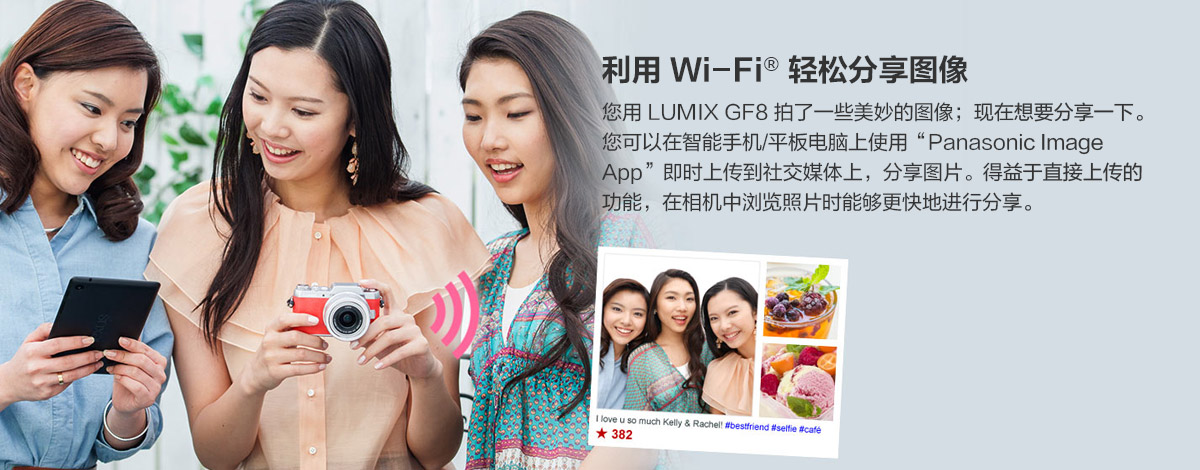 利用 Wi-Fi® 轻松分享图像
您用 LUMIX GF8 拍了一些美妙的图像；现在想要分享一下。
您可以在智能手机/平板电脑上使用“Panasonic Image
App”即时上传到社交媒体上，分享图片。得益于直接上传的
功能，在相机中浏览照片时能够更快地进行分享。
I love u so much Kelly & Rachel! #bestfriend #selfie #café
★ 382